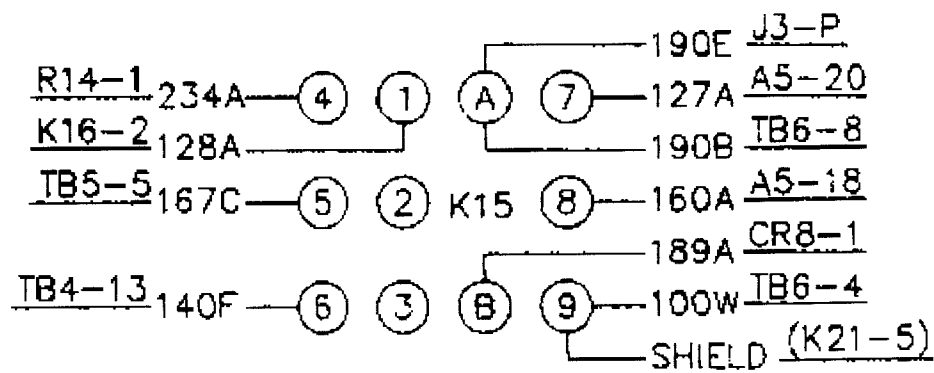 190E J3-P
R14-1 234A 4 1 A 7 127A A5-20
K16-2 128A 190B TB6-8
TB5-5 167C 5 2 K15 8 160A A5-18
189A CR8-1
TB4-13 140F 6 3 B 9 100W TB6-4
SHIELD (K21-5)